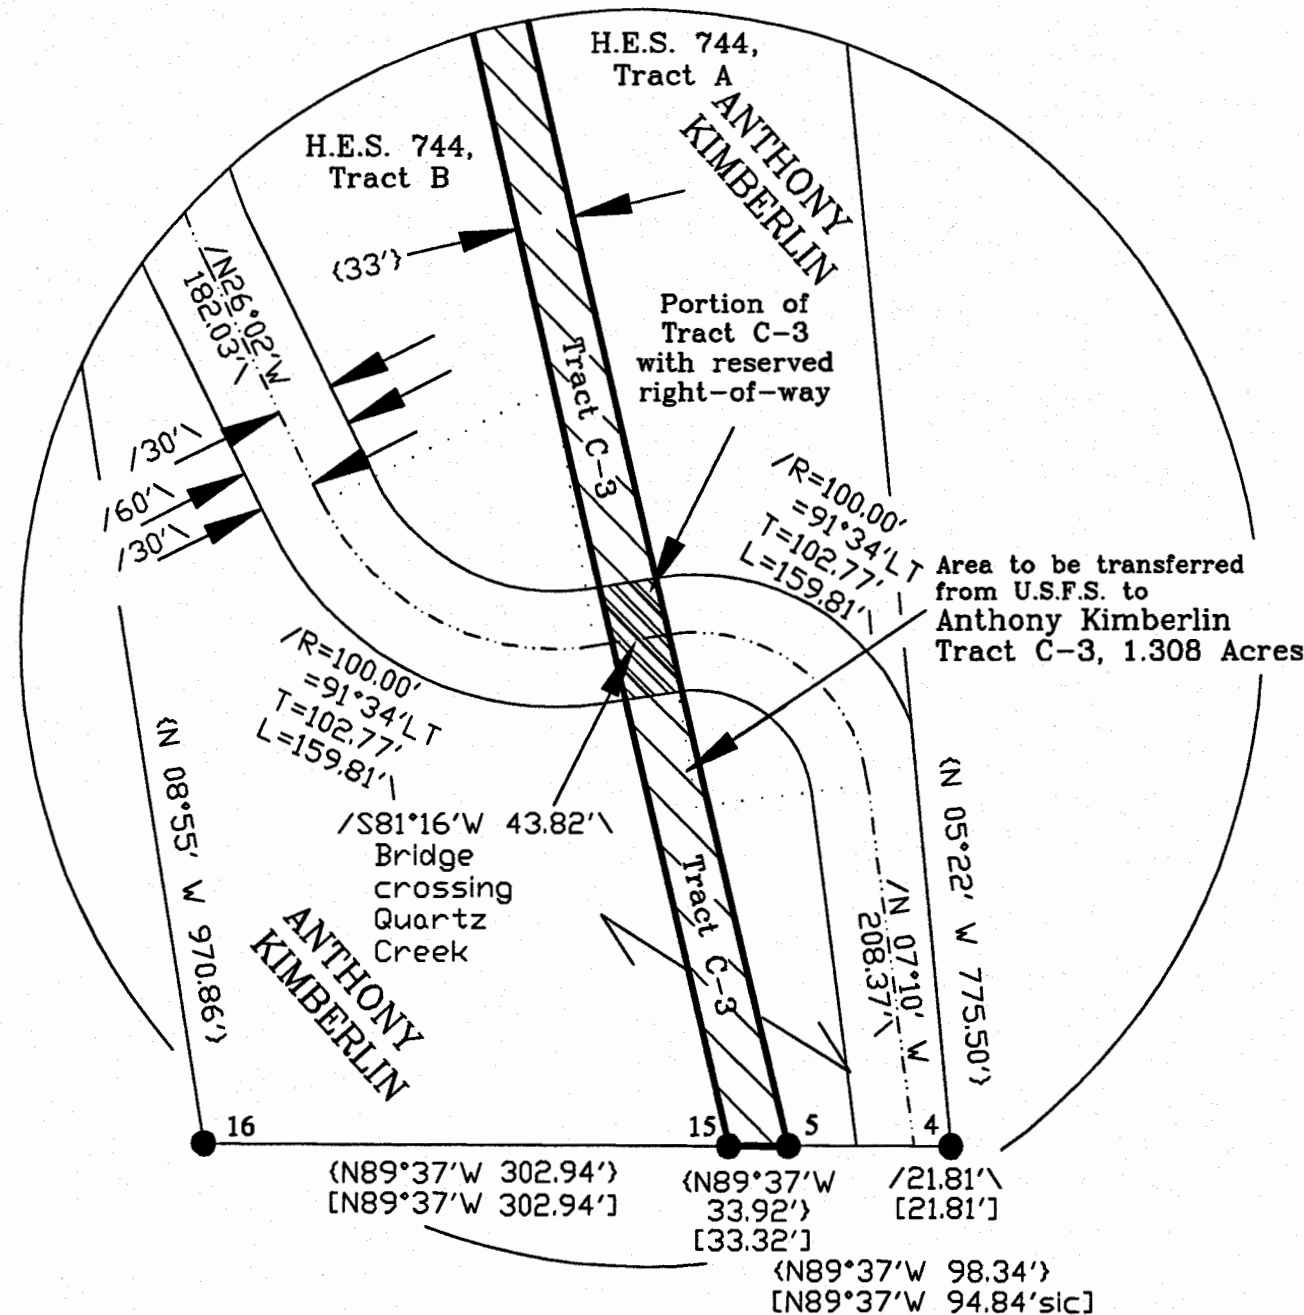 H.E.S. 744,
Tract A
ANTHONY
KIMBERLIN
H.E.S. 744,
Tract B
{33'}
/N26°02'W
182.03'\
Portion of
Tract C-3
with reserved
right-of-way
Tract C-3
/30'\
/60'\
/30'\
/R=100.00'
=91°34'LT
T=102.77'
L=159.81'\
Area to be transferred
from U.S.F.S. to
Anthony Kimberlin
Tract C-3, 1.308 Acres
/R=100.00'
=91°34'LT
T=102.77'
L=159.81'\
/S81°16'W 43.82'\
Bridge
crossing
Quartz
Creek
{N 08°55' W 970.86'}
{N 05°22' W 775.50'}
/N 07°10' W
208.37'\
Tract C-3
ANTHONY
KIMBERLIN
16
15
5
4
{N89°37'W 302.94'}
[N89°37'W 302.94']
{N89°37'W
33.92'}
[33.32']
/21.81'\
[21.81']
{N89°37'W 98.34'}
[N89°37'W 94.84'sic]